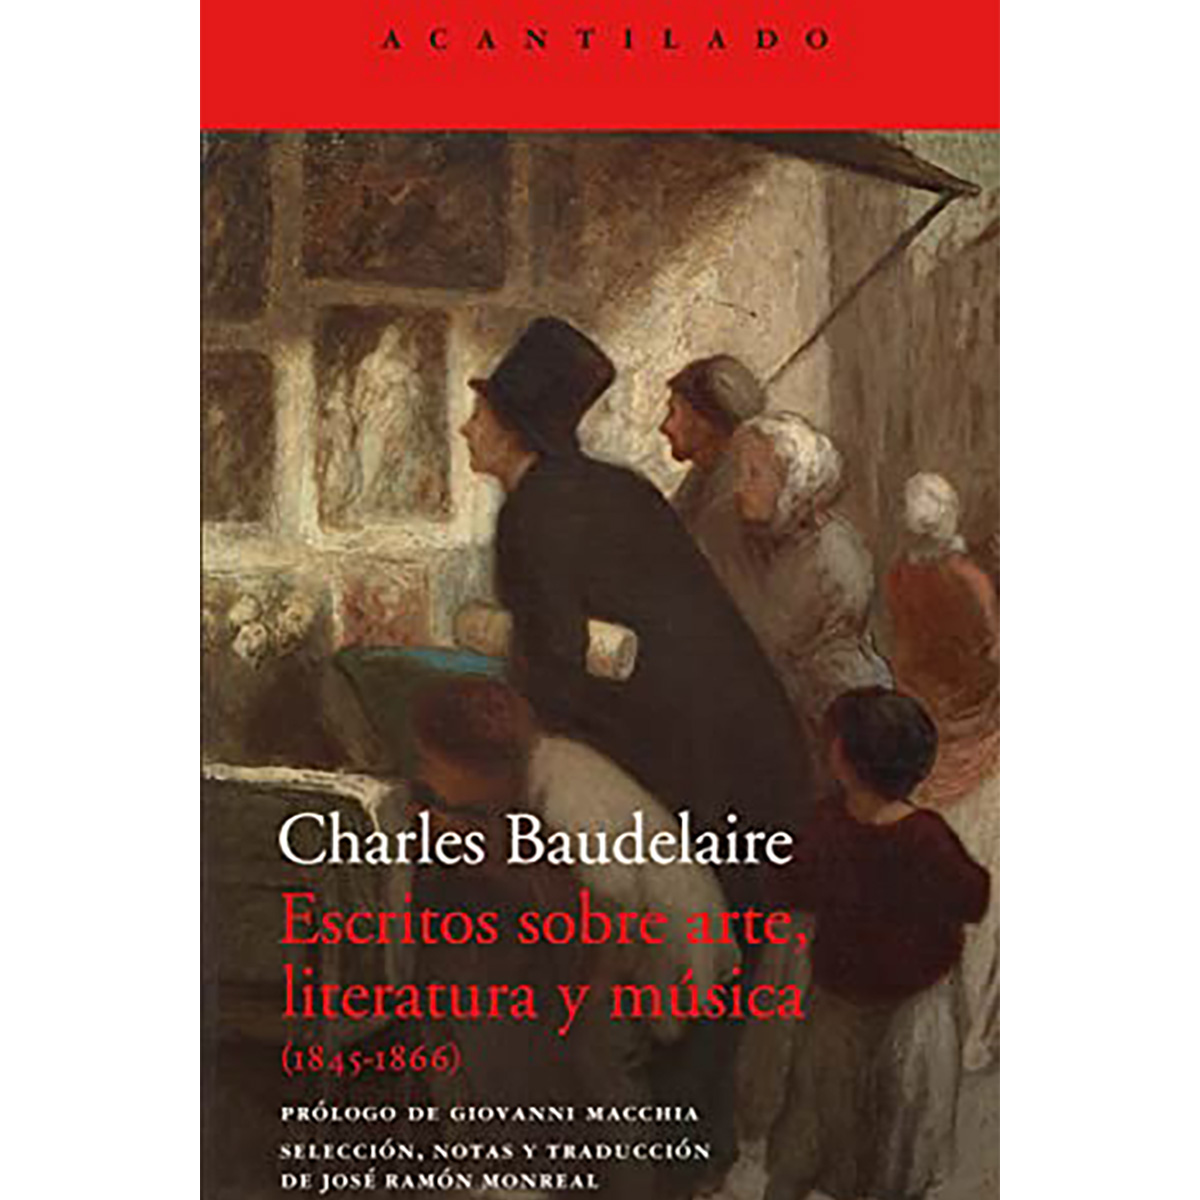 ACANTILADO
Charles Baudelaire
Escritos sobre arte,
literatura y música
(1845-1866)
PRÓLOGO DE GIOVANNI MACCHIA
SELECCIÓN, NOTAS Y TRADUCCIÓN
DE JOSÉ RAMÓN MONREAL